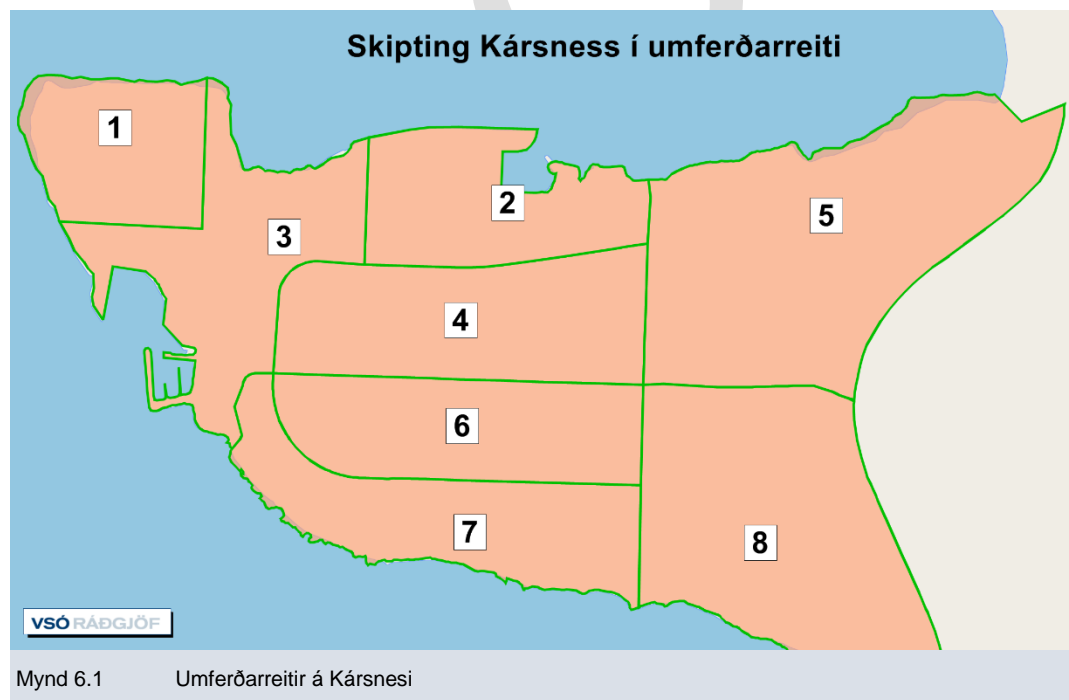 Skipting Kársness í umferðarreiti
1
2
3
5
4
6
7
8
VSÓ RÁÐGJÖF
Mynd 6.1 Umferðarreitir á Kársnesi